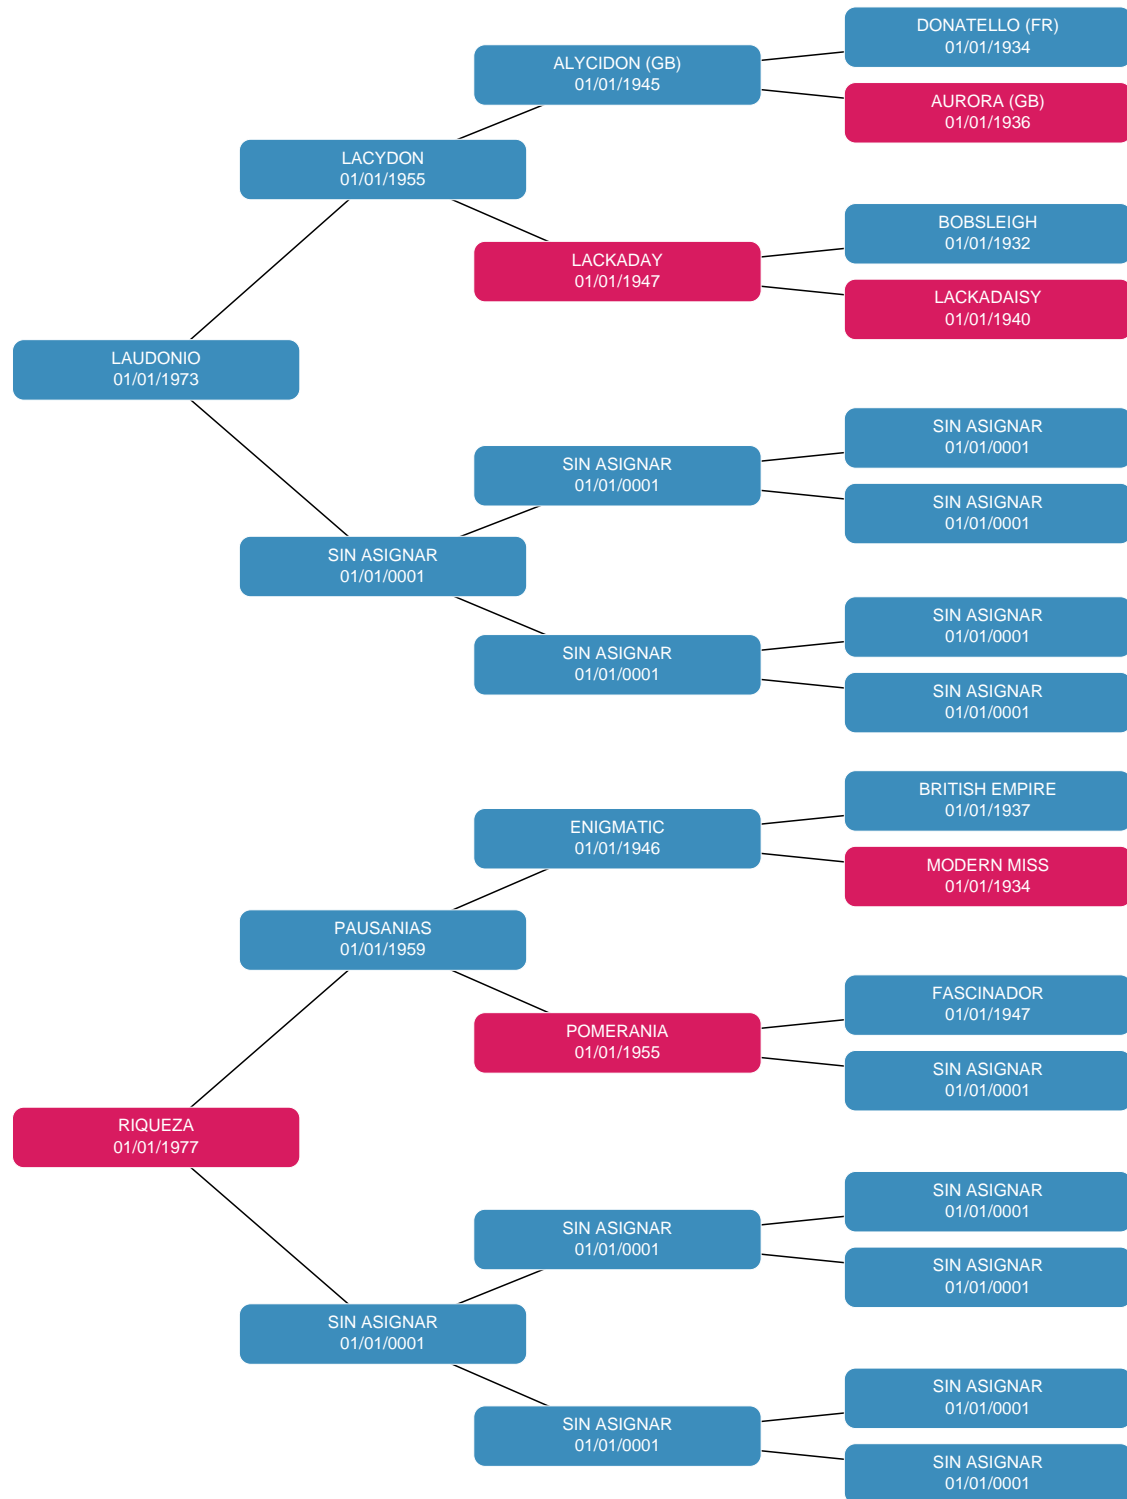 DONATELLO (FR)
01/01/1934
ALYCIDON (GB)
01/01/1945
AURORA (GB)
01/01/1936
LACYDON
01/01/1955
BOBSLEIGH
01/01/1932
LACKADAY
01/01/1947
LACKADAISY
01/01/1940
LAUDONIO
01/01/1973
SIN ASIGNAR
01/01/0001
SIN ASIGNAR
01/01/0001
SIN ASIGNAR
01/01/0001
SIN ASIGNAR
01/01/0001
SIN ASIGNAR
01/01/0001
SIN ASIGNAR
01/01/0001
SIN ASIGNAR
01/01/0001
BRITISH EMPIRE
01/01/1937
ENIGMATIC
01/01/1946
MODERN MISS
01/01/1934
PAUSANIAS
01/01/1959
FASCINADOR
01/01/1947
POMERANIA
01/01/1955
SIN ASIGNAR
01/01/0001
RIQUEZA
01/01/1977
SIN ASIGNAR
01/01/0001
SIN ASIGNAR
01/01/0001
SIN ASIGNAR
01/01/0001
SIN ASIGNAR
01/01/0001
SIN ASIGNAR
01/01/0001
SIN ASIGNAR
01/01/0001
SIN ASIGNAR
01/01/0001